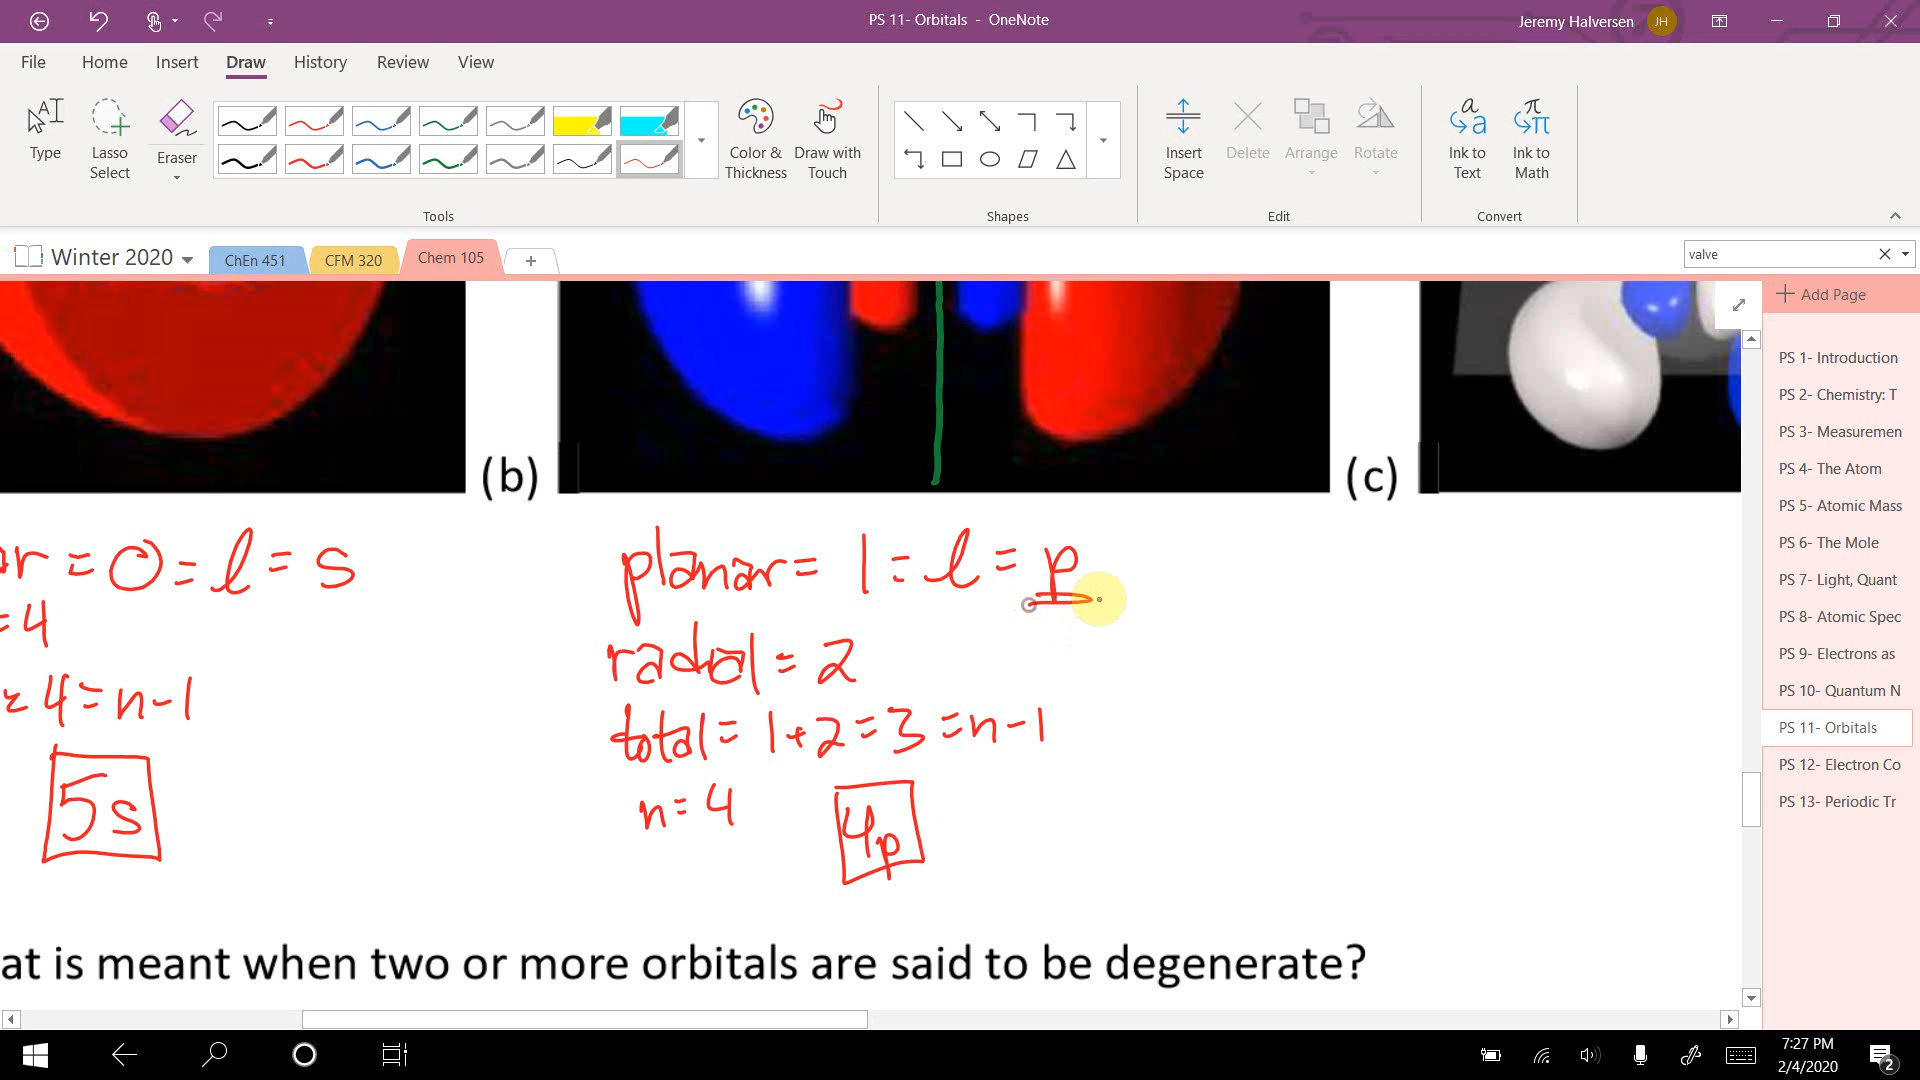 PS 11- Orbitals - OneNote
Jeremy Halversen
JH
File Home Insert Draw History Review View
Type
Lasso Select
Eraser
Color & Thickness
Draw with Touch
Insert Space
Delete
Arrange
Rotate
Ink to Text
Ink to Math
Tools
Shapes
Edit
Convert
Winter 2020
ChEn 451
CFM 320
Chem 105
+
valve
Add Page
PS 1- Introduction
PS 2- Chemistry: T
PS 3- Measuremen
PS 4- The Atom
PS 5- Atomic Mass
PS 6- The Mole
PS 7- Light, Quant
PS 8- Atomic Spec
PS 9- Electrons as
PS 10- Quantum N
PS 11- Orbitals
PS 12- Electron Co
PS 13- Periodic Tr
(b)
(c)
ar = 0 = l = s
= 4
= 4 = n-1
5s
planar = 1 = l = p
radial = 2
total = 1+2 = 3 = n-1
n = 4
4p
at is meant when two or more orbitals are said to be degenerate?
7:27 PM
2/4/2020
2